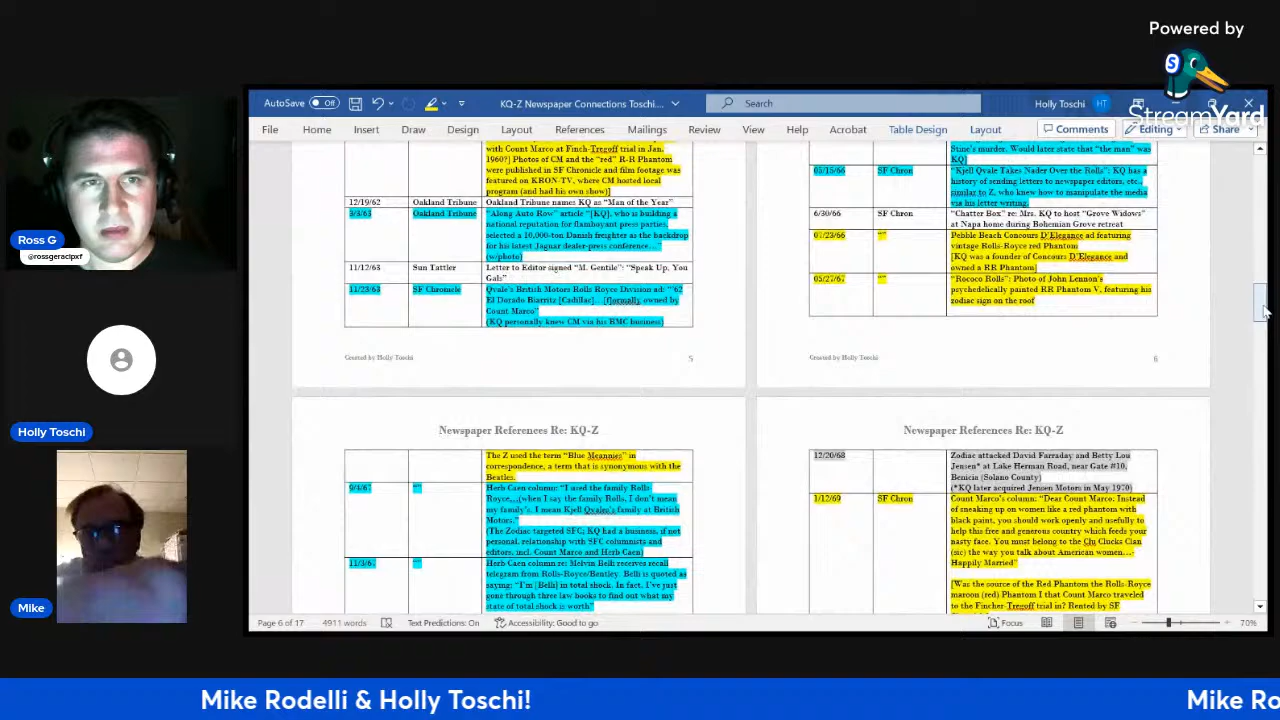 Powered by
S
StreamYard
AutoSave
Off
KQ-Z Newspaper Connections Toschi...
Search
Holly Toschi
HT
File
Home
Insert
Draw
Design
Layout
References
Mailings
Review
View
Help
Acrobat
Table Design
Layout
Comments
Editing
Share
with Count Marco at Finch-Tregoff trial in Jan.
1960?] Photos of CM and the "red" R-R Phantom
were published in SF Chronicle and film footage was
featured on KRON-TV, where CM hosted local
program (and had his own show)]
12/19/62
Oakland Tribune
Oakland Tribune names KQ as "Man of the Year"
3/3/63
Oakland Tribune
"Along Auto Row" article "[KQ], who is building a
national reputation for flamboyant press parties,
selected a 10,000-ton Danish freighter as the backdrop
for his latest Jaguar dealer-press conference..."
(w/photo)
11/12/63
Sun Tattler
Letter to Editor signed "M. Gentile": "Speak Up, You
Gals"
11/23/63
SF Chronicle
Qvale's British Motors Rolls Royce Division ad: "'62
El Dorado Biarritz [Cadillac]...[f]ormally owned by
Count Marco"
(KQ personally knew CM via his BMC business)
Created by Holly Toschi
5
Stine's murder. Would later state that "the man" was
KQ]
05/15/66
SF Chron
"Kjell Qvale Takes Nader Over the Rolls": KQ has a
history of sending letters to newspaper editors, etc.,
similar to Z, who knew how to manipulate the media
via his letter writing.
6/30/66
SF Chron
"Chatter Box" re: Mrs. KQ to host "Grove Widows"
at Napa home during Bohemian Grove retreat
07/23/66
""
Pebble Beach Concours D'Elegance ad featuring
vintage Rolls-Royce red Phantom
[KQ was a founder of Concours D'Elegance and
owned a RR Phantom]
05/27/67
""
"Rococo Rolls": Photo of John Lennon's
psychedelically painted RR Phantom V, featuring his
zodiac sign on the roof
Created by Holly Toschi
6
Newspaper References Re: KQ-Z
The Z used the term "Blue Meannies" in
correspondence, a term that is synonymous with the
Beatles.
9/3/67
""
Herb Caen column: "I used the family Rolls-
Royce...(when I say the family Rolls, I don't mean
my family's, I mean Kjell Qvales's family at British
Motors."
(The Zodiac targeted SFC; KQ had a business, if not
personal, relationship with SFC columnists and
editors, incl. Count Marco and Herb Caen)
11/3/67
""
Herb Caen column re: Melvin Belli receives recall
telegram from Rolls-Royce/Bentley. Belli is quoted as
saying: "I'm [Belli] in total shock. In fact, I've just
gone through three law books to find out what my
state of total shock is worth"
Newspaper References Re: KQ-Z
12/20/68
Zodiac attacked David Farraday and Betty Lou
Jensen* at Lake Herman Road, near Gate #10,
Benicia (Solano County)
(*KQ later acquired Jensen Motors in May 1970)
1/12/69
SF Chron
Count Marco's column: "Dear Count Marco: Instead
of sneaking up on women like a red phantom with
black paint, you should work openly and usefully to
help this free and generous country which feeds your
nasty face. You must belong to the Clu Clicks Clan
(sic) the way you talk about American women...-
Happily Married"
[Was the source of the Red Phantom the Rolls-Royce
maroon (red) Phantom I that Count Marco traveled
to the Fincher-Tregoff trial in? Rented by SF
Page 6 of 17
4911 words
Text Predictions: On
Accessibility: Good to go
Focus
70%
Ross G
@rossgeraclpxf
Holly Toschi
Mike
Mike Rodelli & Holly Toschi!
Mike Ro